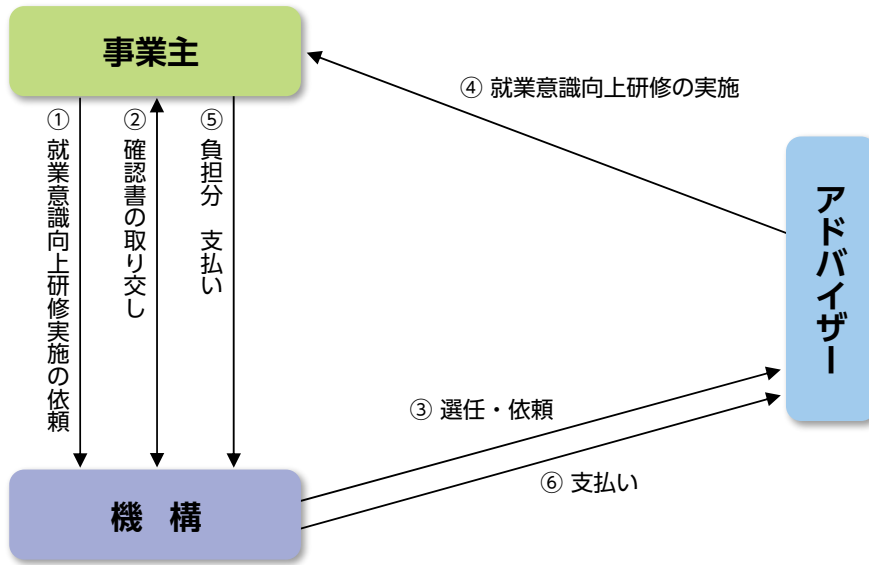 事業主
④ 就業意識向上研修の実施
① 就業意識向上研修実施の依頼
② 確認書の取り交し
⑤ 負担分　支払い
アドバイザー
③ 選任・依頼
⑥ 支払い
機　構